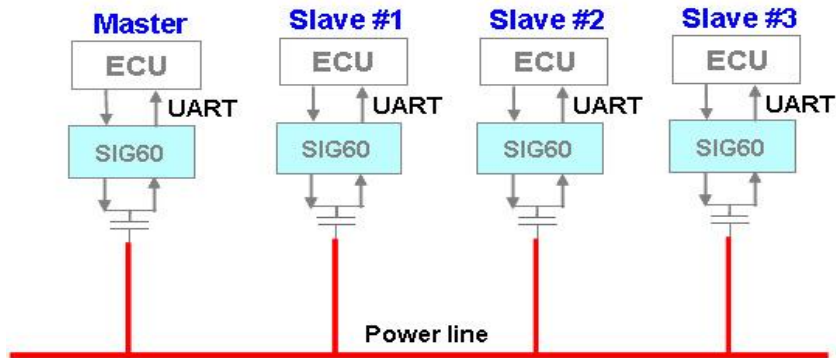 Master Slave #1 Slave #2 Slave #3
ECU ECU ECU ECU
UART UART UART UART
SIG60 SIG60 SIG60 SIG60
Power line